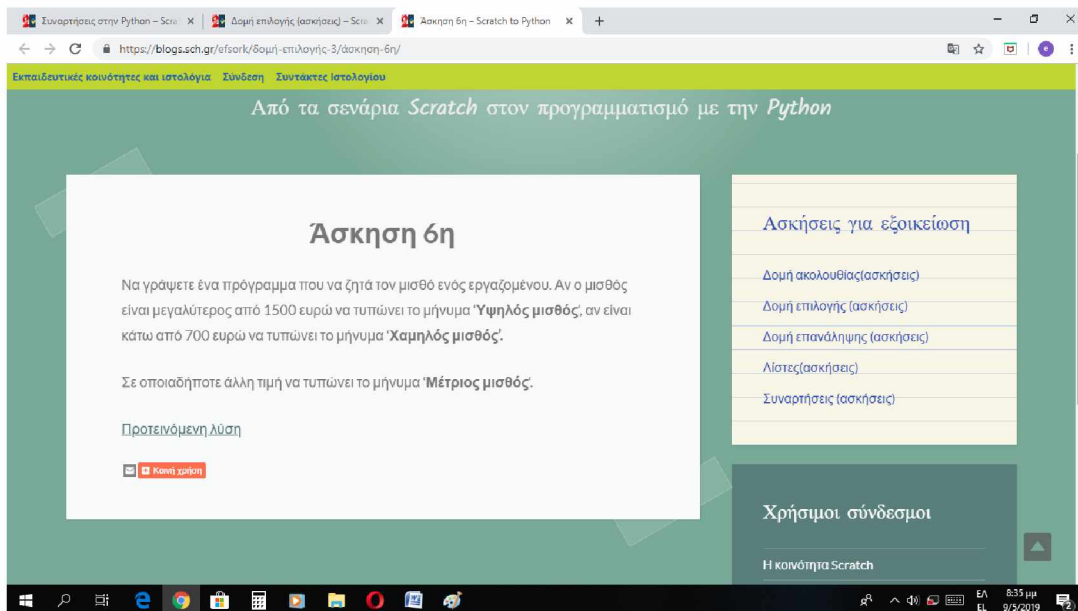 Συναρτήσεις στην Python – Scra
Δομή επιλογής (ασκήσεις) – Scra
Άσκηση 6η – Scratch to Python
https://blogs.sch.gr/efsork/δομή-επιλογής-3/άσκηση-6η/
Εκπαιδευτικές κοινότητες και ιστολόγια Σύνδεση Συντάκτες Ιστολογίου
Από τα σενάρια Scratch στον προγραμματισμό με την Python
Άσκηση 6η
Να γράψετε ένα πρόγραμμα που να ζητά τον μισθό ενός εργαζομένου. Αν ο μισθός
είναι μεγαλύτερος από 1500 ευρώ να τυπώνει το μήνυμα 'Υψηλός μισθός', αν είναι
κάτω από 700 ευρώ να τυπώνει το μήνυμα 'Χαμηλός μισθός'.
Σε οποιαδήποτε άλλη τιμή να τυπώνει το μήνυμα 'Μέτριος μισθός'.
Προτεινόμενη λύση
Κοινή χρήση
Ασκήσεις για εξοικείωση
Δομή ακολουθίας(ασκήσεις)
Δομή επιλογής (ασκήσεις)
Δομή επανάληψης (ασκήσεις)
Λίστες(ασκήσεις)
Συναρτήσεις (ασκήσεις)
Χρήσιμοι σύνδεσμοι
Η κοινότητα Scratch
ΕΛ
EL
8:35 μμ
9/5/2019